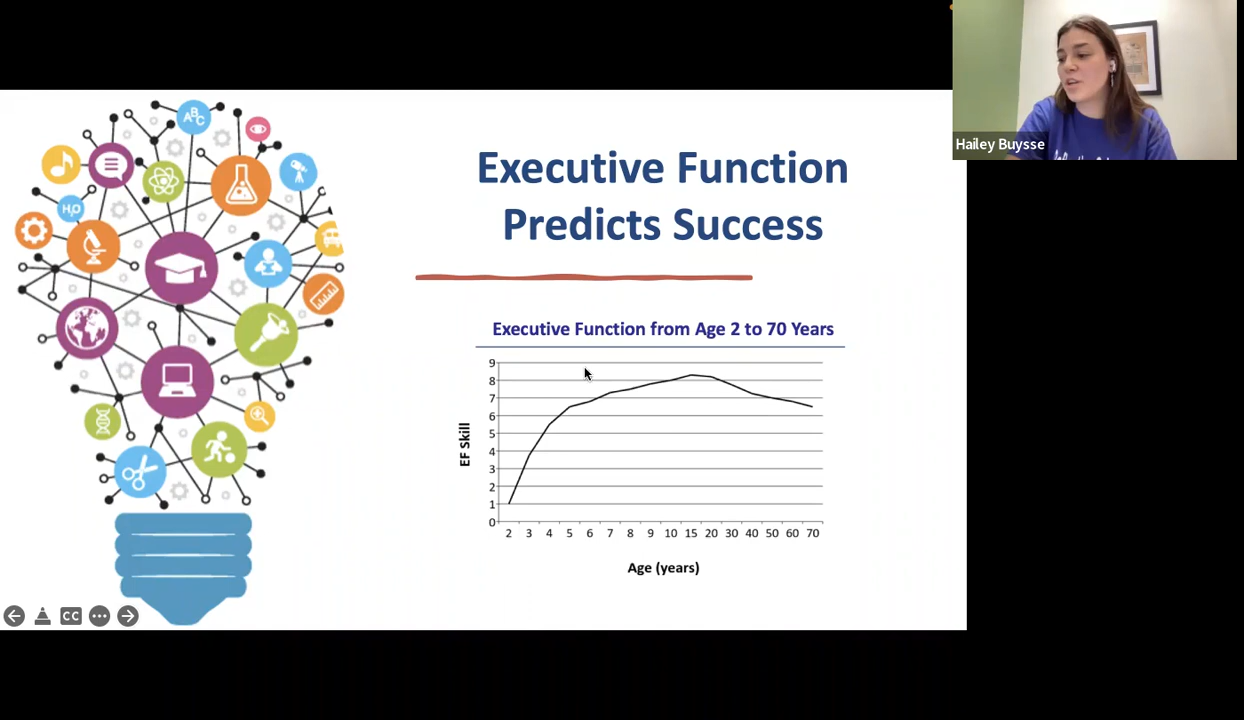 Hailey Buysse
ABC
H₂O
Executive Function
Predicts Success
Executive Function from Age 2 to 70 Years
9
8
7
6
5
4
3
2
1
0
EF Skill
2 3 4 5 6 7 8 9 10 15 20 30 40 50 60 70
Age (years)
CC